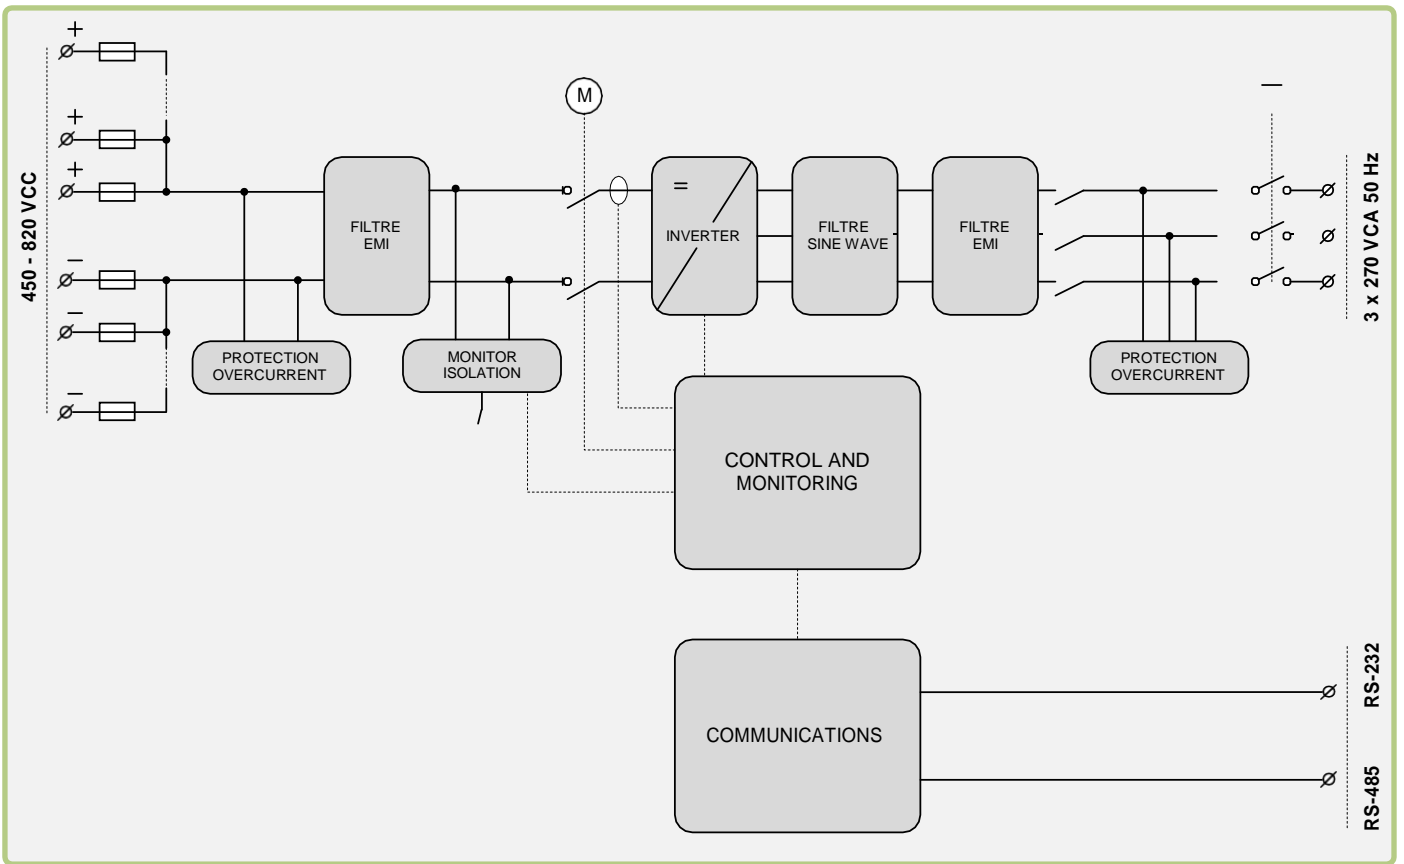 M
450 - 820 VCC
FILTRE
EMI
=
INVERTER
FILTRE
SINE WAVE
FILTRE
EMI
3 x 270 VCA 50 Hz
PROTECTION
OVERCURRENT
MONITOR
ISOLATION
PROTECTION
OVERCURRENT
CONTROL AND
MONITORING
COMMUNICATIONS
RS-232
RS-485